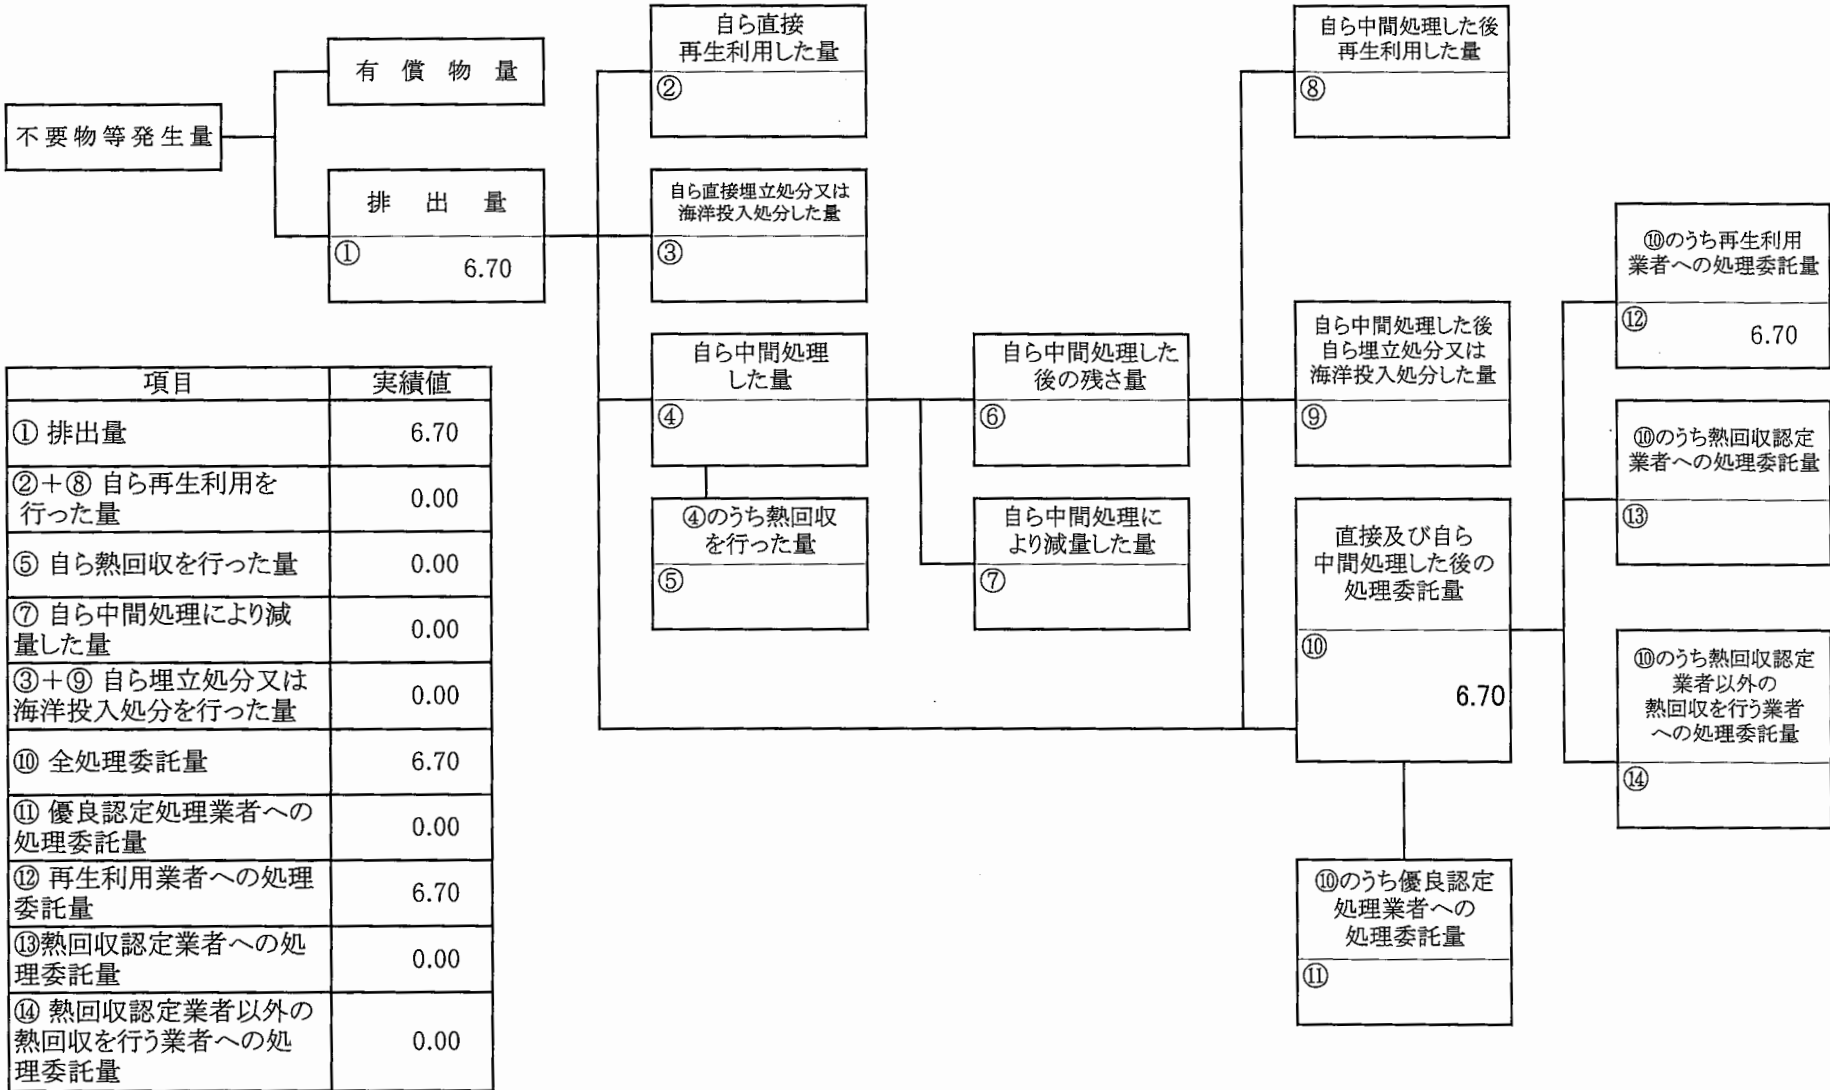 不要物等発生量
有償物量
排出量
①
6.70
自ら直接
再生利用した量
②
自ら直接埋立処分又は
海洋投入処分した量
③
自ら中間処理
した量
④
④のうち熱回収
を行った量
⑤
自ら中間処理した
後の残さ量
⑥
自ら中間処理に
より減量した量
⑦
自ら中間処理した後
再生利用した量
⑧
自ら中間処理した後
自ら埋立処分又は
海洋投入処分した量
⑨
直接及び自ら
中間処理した後の
処理委託量
⑩
6.70
⑩のうち優良認定
処理業者への
処理委託量
⑪
⑩のうち再生利用
業者への処理委託量
⑫
6.70
⑩のうち熱回収認定
業者への処理委託量
⑬
⑩のうち熱回収認定
業者以外の
熱回収を行う業者
への処理委託量
⑭
項目 実績値
① 排出量 6.70
②+⑧ 自ら再生利用を
行った量 0.00
⑤ 自ら熱回収を行った量 0.00
⑦ 自ら中間処理により減
量した量 0.00
③+⑨ 自ら埋立処分又は
海洋投入処分を行った量 0.00
⑩ 全処理委託量 6.70
⑪ 優良認定処理業者への
処理委託量 0.00
⑫ 再生利用業者への処理
委託量 6.70
⑬熱回収認定業者への処
理委託量 0.00
⑭ 熱回収認定業者以外の
熱回収を行う業者への処
理委託量 0.00